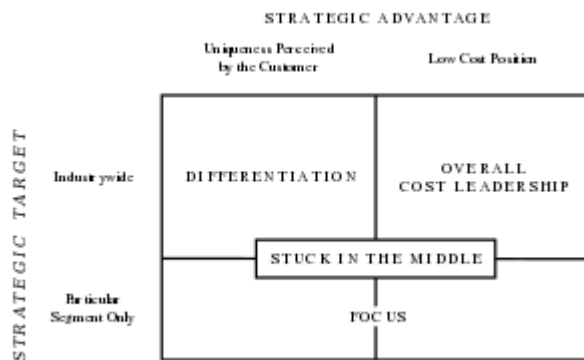 STRATEGIC ADVANTAGE
Uniqueness Perceived
by the Customer
Low Cost Position
STRATEGIC TARGET
Industrywide
DIFFERENTIATION
OVERALL
COST LEADERSHIP
STUCK IN THE MIDDLE
Particular
Segment Only
FOCUS